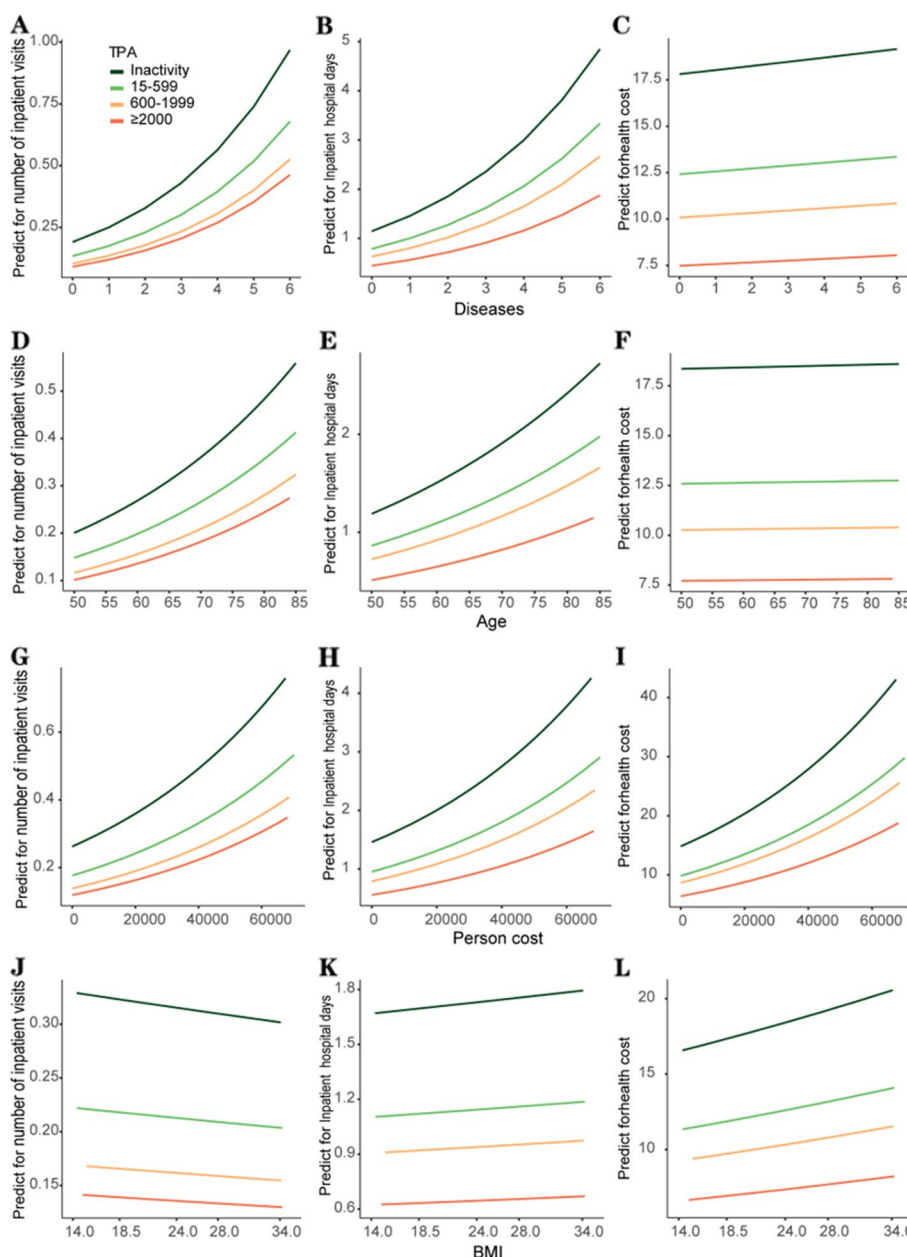 A
Predict for number of inpatient visits
1.00
0.75
0.50
0.25
TPA
Inactivity
15-599
600-1999
≥2000
0 1 2 3 4 5 6
B
Predict for Inpatient hospital days
5
4
3
2
1
0 1 2 3 4 5 6
Diseases
C
Predict forhealth cost
17.5
12.5
10.0
7.5
0 1 2 3 4 5 6
D
Predict for number of inpatient visits
0.5
0.4
0.3
0.2
0.1
50 55 60 65 70 75 80 85
E
Predict for Inpatient hospital days
2
1
50 55 60 65 70 75 80 85
Age
F
Predict forhealth cost
17.5
15.0
12.5
10.0
7.5
50 55 60 65 70 75 80 85
G
Predict for number of inpatient visits
0.6
0.4
0.2
0 20000 40000 60000
H
Predict for Inpatient hospital days
4
3
2
1
0 20000 40000 60000
Person cost
I
Predict forhealth cost
40
30
20
10
0 20000 40000 60000
J
Predict for number of inpatient visits
0.30
0.25
0.20
0.15
14.0 18.5 24.0 28.0 34.0
K
Predict for Inpatient hospital days
1.8
1.5
1.2
0.9
0.6
14.0 18.5 24.0 28.0 34.0
BMI
L
Predict forhealth cost
20
15
10
14.0 18.5 24.0 28.0 34.0